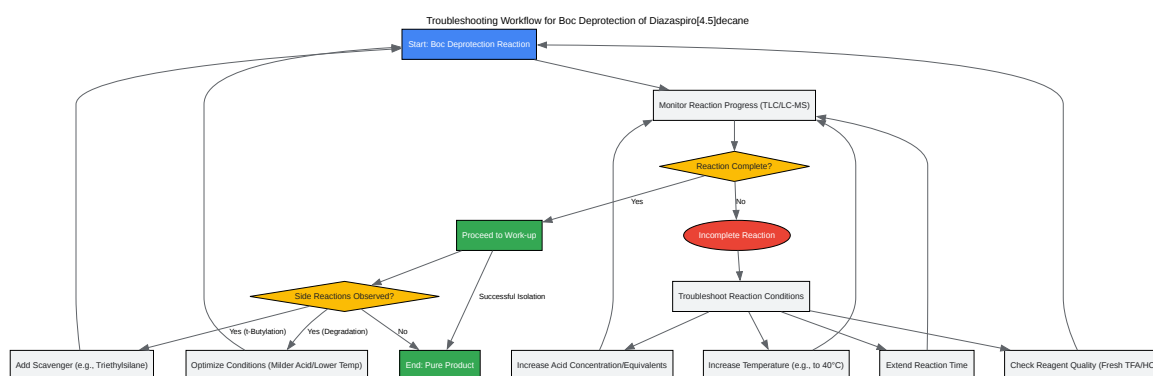 Troubleshooting Workflow for Boc Deprotection of Diazaspiro[4.5]decane
Start: Boc Deprotection Reaction
Monitor Reaction Progress (TLC/LC-MS)
Reaction Complete?
Yes
No
Proceed to Work-up
Incomplete Reaction
Side Reactions Observed?
Successful Isolation
Troubleshoot Reaction Conditions
Yes (t-Butylation)
Yes (Degradation)
No
Add Scavenger (e.g., Triethylsilane)
Optimize Conditions (Milder Acid/Lower Temp)
End: Pure Product
Increase Acid Concentration/Equivalents
Increase Temperature (e.g., to 40°C)
Extend Reaction Time
Check Reagent Quality (Fresh TFA/HC